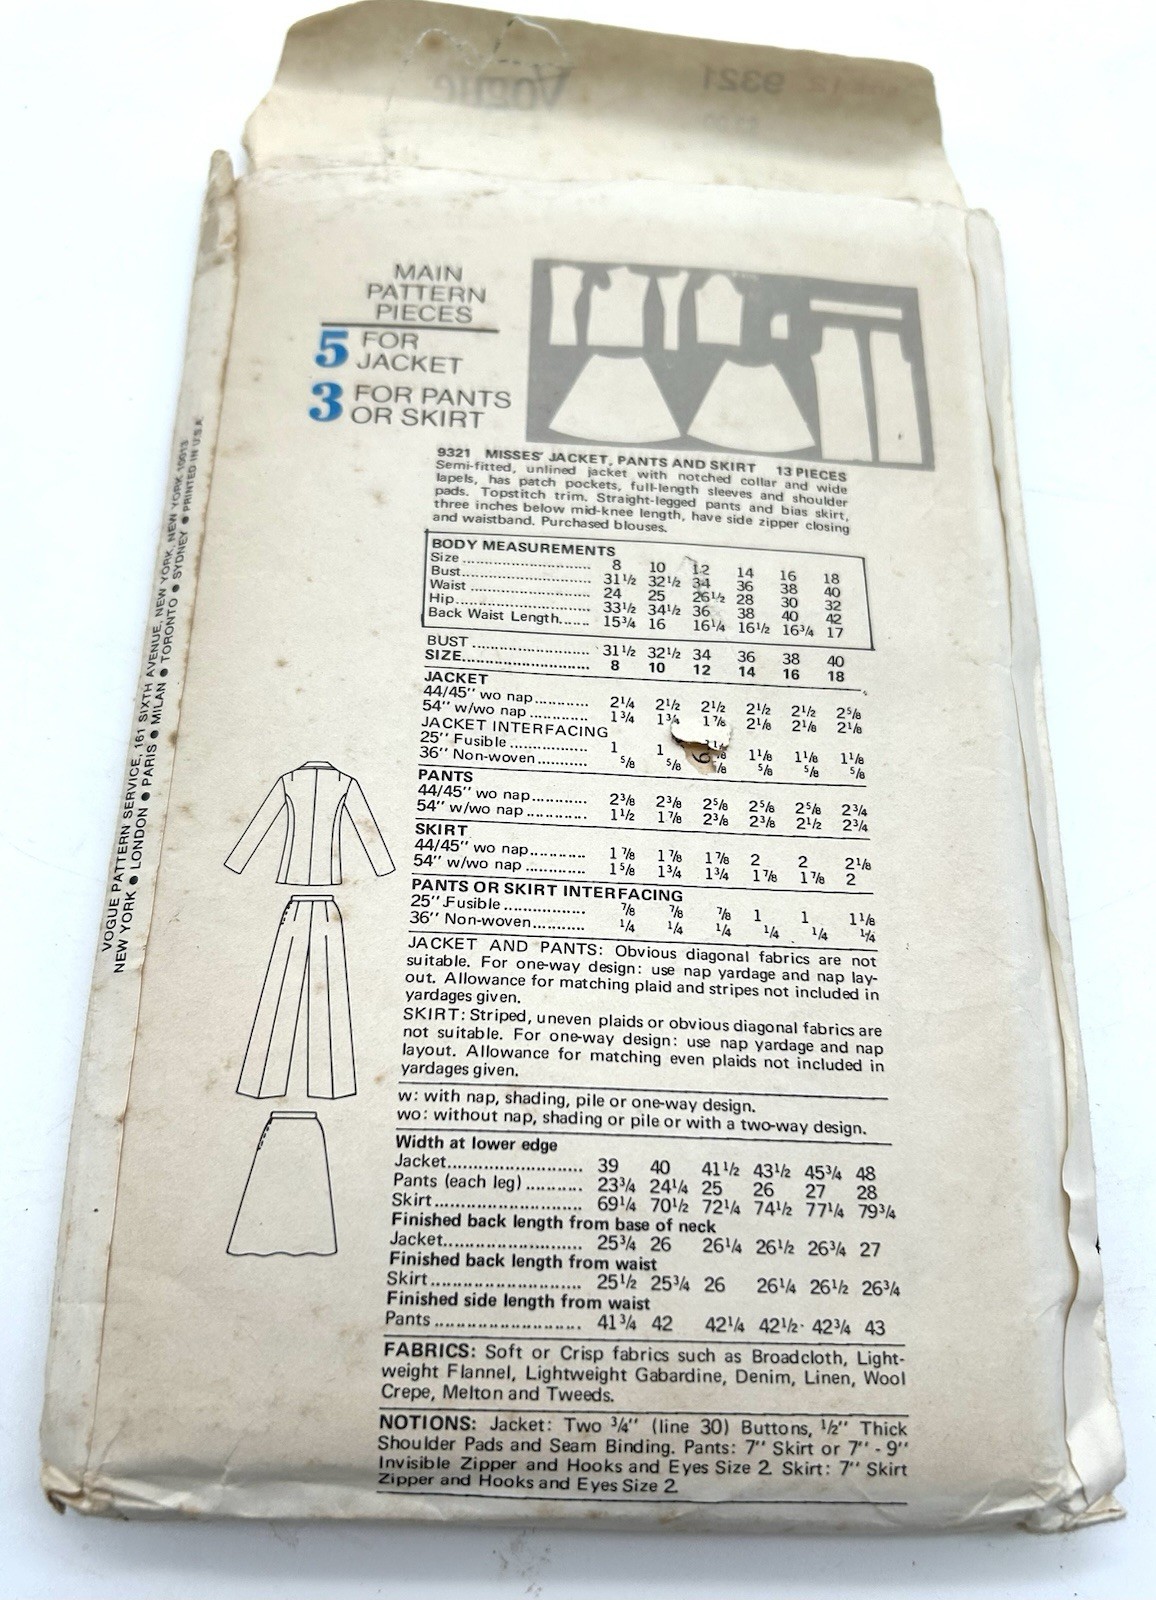 Vogue 9321
MAIN
PATTERN
PIECES
5 FOR
JACKET
3 FOR PANTS
OR SKIRT
9321 MISSES' JACKET, PANTS AND SKIRT 13 PIECES
Semi-fitted, unlined jacket with notched collar and wide
lapels, has patch pockets, full-length sleeves and shoulder
pads. Topstitch trim. Straight-legged pants and bias skirt,
three inches below mid-knee length, have side zipper closing
and waistband. Purchased blouses.
BODY MEASUREMENTS
Size 8 10 12 14 16 18
Bust 31½ 32½ 34 36 38 40
Waist 24 25 26½ 28 30 32
Hip 33½ 34½ 36 38 40 42
Back Waist Length 15¾ 16 16¼ 16½ 16¾ 17
BUST 31½ 32½ 34 36 38 40
SIZE 8 10 12 14 16 18
JACKET
44/45" wo nap 2¼ 2½ 2½ 2½ 2½ 2⅝
54" w/wo nap 1¾ 1¾ 1⅞ 2⅛ 2⅛ 2⅛
JACKET INTERFACING
25" Fusible 1 1 1⅛ 1⅛ 1⅛
36" Non-woven ⅝ ⅝ ⅝ ⅝ ⅝
PANTS
44/45" wo nap 2⅜ 2⅜ 2⅝ 2⅝ 2⅝ 2¾
54" w/wo nap 1½ 1⅞ 2⅜ 2⅜ 2½ 2¾
SKIRT
44/45" wo nap 1⅞ 1⅞ 1⅞ 2 2 2⅛
54" w/wo nap 1⅝ 1¾ 1¾ 1⅞ 1⅞ 2
PANTS OR SKIRT INTERFACING
25" Fusible ⅞ ⅞ ⅞ 1 1 1⅛
36" Non-woven ¼ ¼ ¼ ¼ ¼ ¼
JACKET AND PANTS: Obvious diagonal fabrics are not
suitable. For one-way design: use nap yardage and nap lay-
out. Allowance for matching plaid and stripes not included in
yardages given.
SKIRT: Striped, uneven plaids or obvious diagonal fabrics are
not suitable. For one-way design: use nap yardage and nap
layout. Allowance for matching even plaids not included in
yardages given.
w: with nap, shading, pile or one-way design.
wo: without nap, shading or pile or with a two-way design.
Width at lower edge
Jacket 39 40 41½ 43½ 45¾ 48
Pants (each leg) 23¾ 24¼ 25 26 27 28
Skirt 69¼ 70½ 72¼ 74½ 77¼ 79¾
Finished back length from base of neck
Jacket 25¾ 26 26¼ 26½ 26¾ 27
Finished back length from waist
Skirt 25½ 25¾ 26 26¼ 26½ 26¾
Finished side length from waist
Pants 41¾ 42 42¼ 42½ 42¾ 43
FABRICS: Soft or Crisp fabrics such as Broadcloth, Light-
weight Flannel, Lightweight Gabardine, Denim, Linen, Wool
Crepe, Melton and Tweeds.
NOTIONS: Jacket: Two ¾" (line 30) Buttons, ½" Thick
Shoulder Pads and Seam Binding. Pants: 7" Skirt or 7" - 9"
Invisible Zipper and Hooks and Eyes Size 2. Skirt: 7" Skirt
Zipper and Hooks and Eyes Size 2.
VOGUE PATTERN SERVICE, 161 SIXTH AVENUE, NEW YORK, NEW YORK 10013
NEW YORK ● LONDON ● PARIS ● MILAN ● TORONTO ● SYDNEY ● PRINTED IN U.S.A.